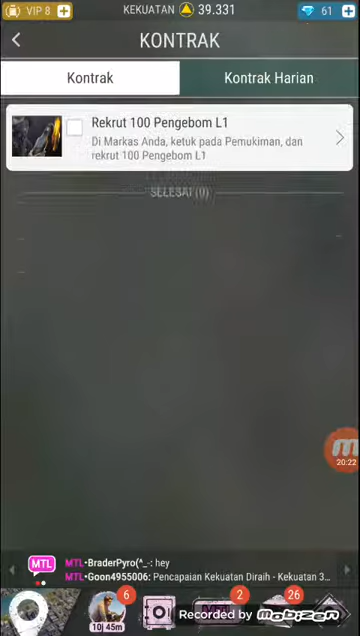 VIP 8
KEKUATAN 39.331
61
KONTRAK
Kontrak
Kontrak Harian
Rekrut 100 Pengebom L1
Di Markas Anda, ketuk pada Pemukiman, dan
rekrut 100 Pengebom L1
SELESAI (0)
20:22
MTL
MTL•BraderPyro(^_-: hey
MTL•Goon4955006: Pencapaian Kekuatan Diraih - Kekuatan 3...
6
2
26
10j 45m
Recorded by mobizen